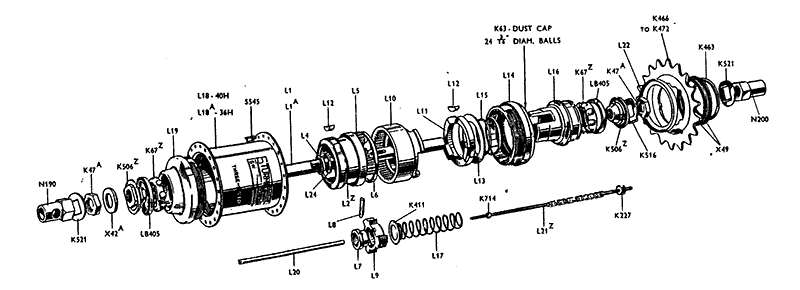 K466
TO K472
K63 - DUST CAP
24 3/16" DIAM. BALLS
K463
L22
K521
K47 A
L16
K67 Z
L14
LB405
L12
L15
L10
L5
L12
L1
L1 A
L18 - 40H
L18 A - 36H
S545
L11
L4
N200
L19
K67 Z
K506 Z
K47 A
N190
X49
K516
K506 Z
L13
L24
L2 Z
L6
K521
X42 A
LB405
L8
K411
K714
K227
L21 Z
L17
L7
L9
L20